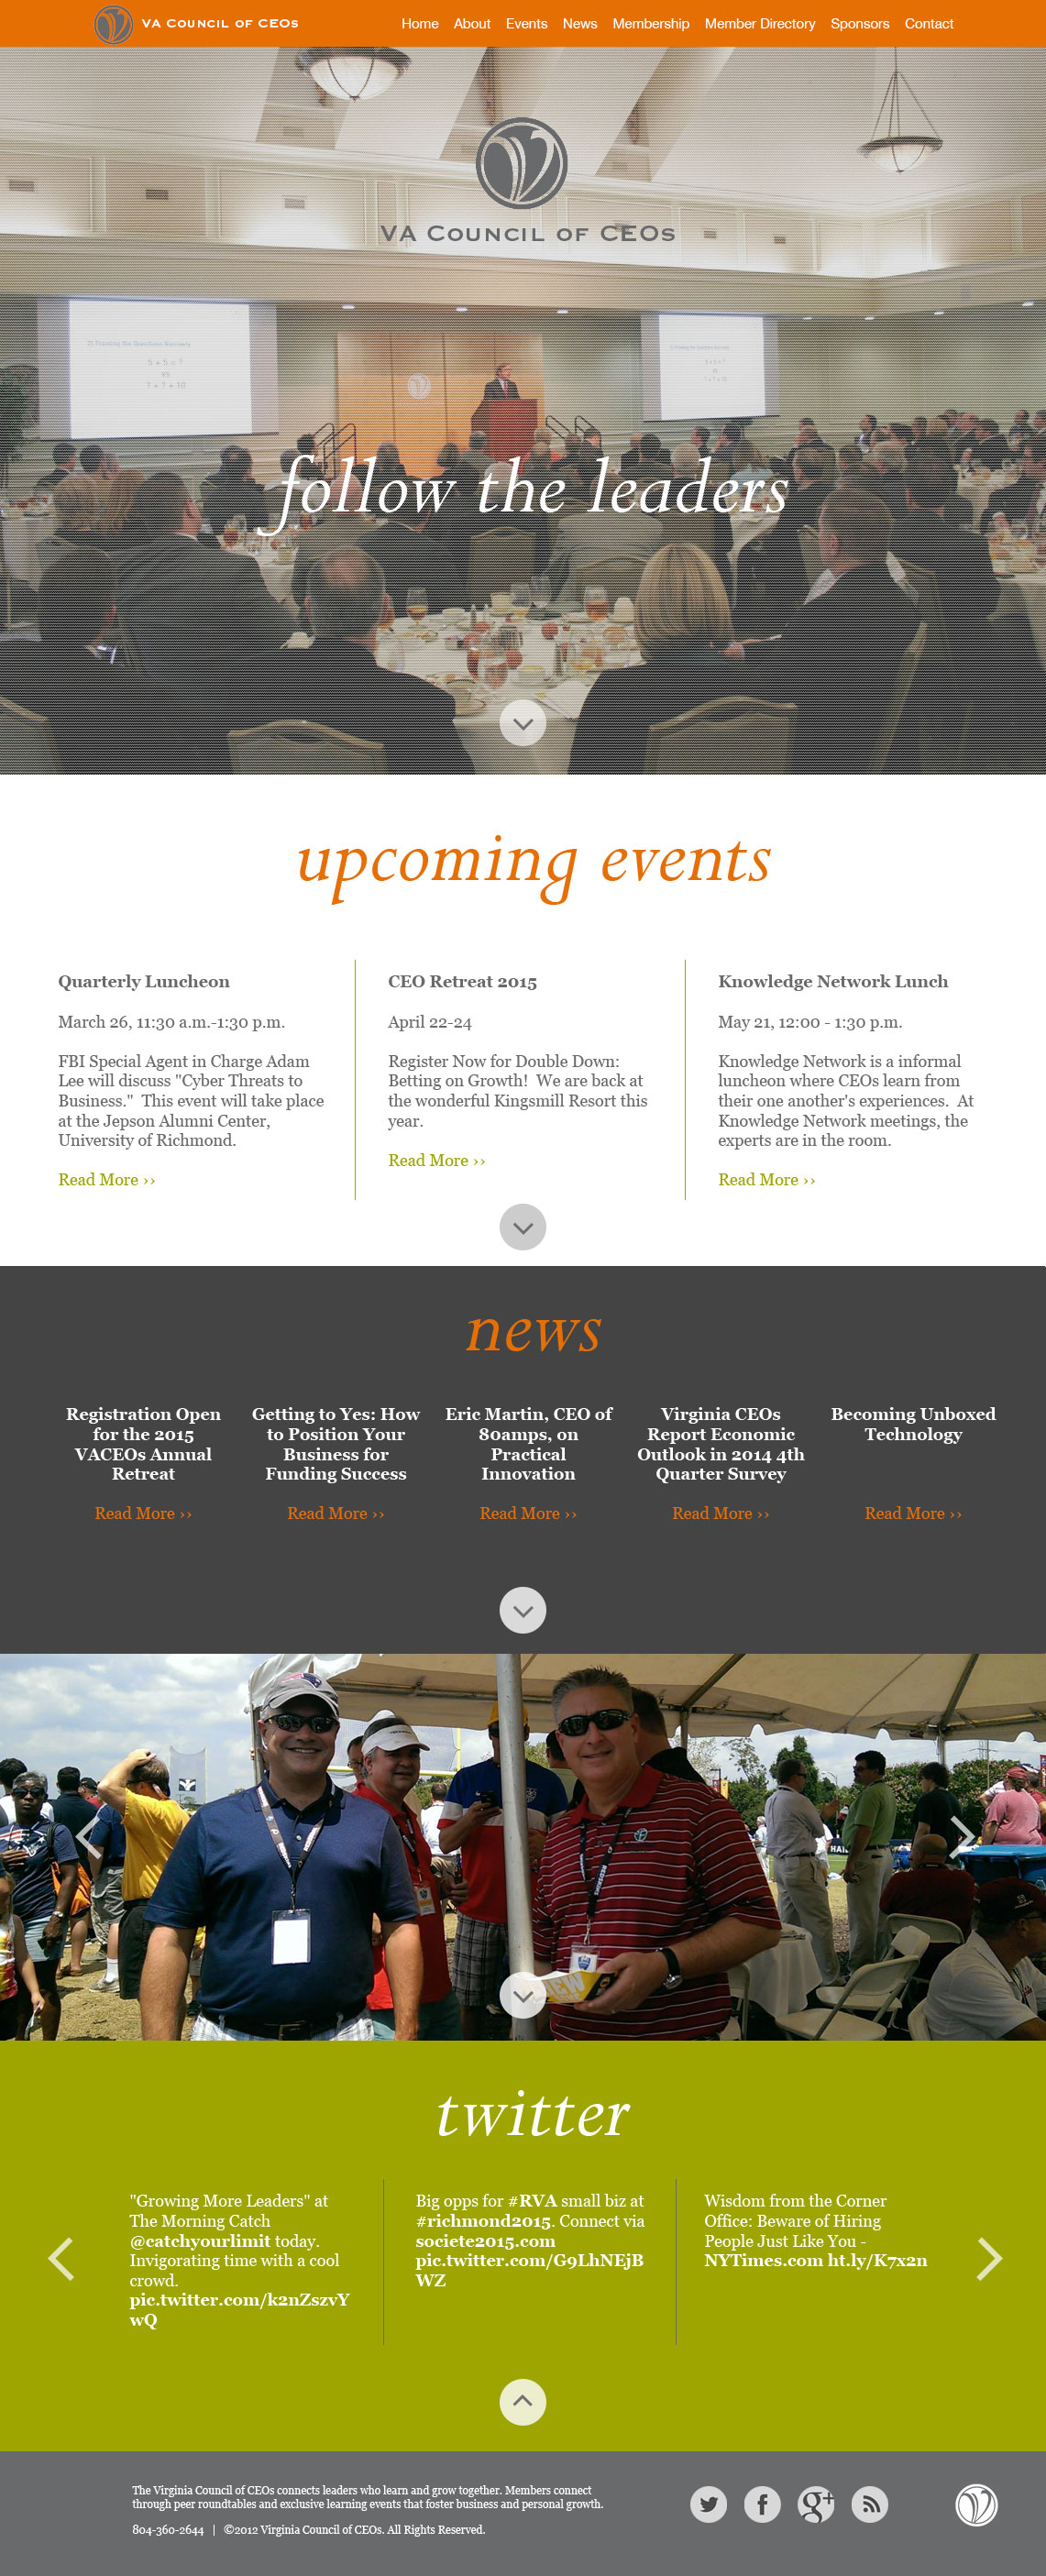 VA COUNCIL OF CEOs
Home About Events News Membership Member Directory Sponsors Contact
VA COUNCIL OF CEOs
5 + 5 = ?
vs
? + ? = 10
follow the leaders
upcoming events
Quarterly Luncheon
March 26, 11:30 a.m.-1:30 p.m.
FBI Special Agent in Charge Adam
Lee will discuss "Cyber Threats to
Business." This event will take place
at the Jepson Alumni Center,
University of Richmond.
Read More ››
CEO Retreat 2015
April 22-24
Register Now for Double Down:
Betting on Growth! We are back at
the wonderful Kingsmill Resort this
year.
Read More ››
Knowledge Network Lunch
May 21, 12:00 - 1:30 p.m.
Knowledge Network is a informal
luncheon where CEOs learn from
their one another's experiences. At
Knowledge Network meetings, the
experts are in the room.
Read More ››
news
Registration Open
for the 2015
VACEOs Annual
Retreat
Read More ››
Getting to Yes: How
to Position Your
Business for
Funding Success
Read More ››
Eric Martin, CEO of
80amps, on
Practical
Innovation
Read More ››
Virginia CEOs
Report Economic
Outlook in 2014 4th
Quarter Survey
Read More ››
Becoming Unboxed
Technology
Read More ››
twitter
"Growing More Leaders" at
The Morning Catch
@catchyourlimit today.
Invigorating time with a cool
crowd.
pic.twitter.com/k2nZszvY
wQ
Big opps for #RVA small biz at
#richmond2015. Connect via
societe2015.com
pic.twitter.com/G9LhNEjB
WZ
Wisdom from the Corner
Office: Beware of Hiring
People Just Like You -
NYTimes.com ht.ly/K7x2n
The Virginia Council of CEOs connects leaders who learn and grow together. Members connect
through peer roundtables and exclusive learning events that foster business and personal growth.
804-360-2644 | ©2012 Virginia Council of CEOs. All Rights Reserved.